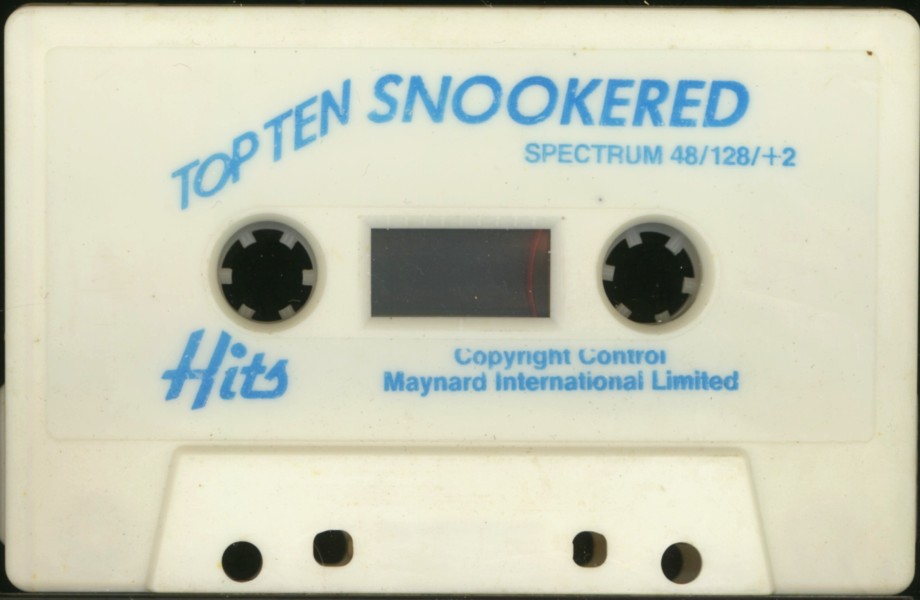 TOP TEN SNOOKERED
SPECTRUM 48/128/+2
Hits
Copyright Control
Maynard International Limited